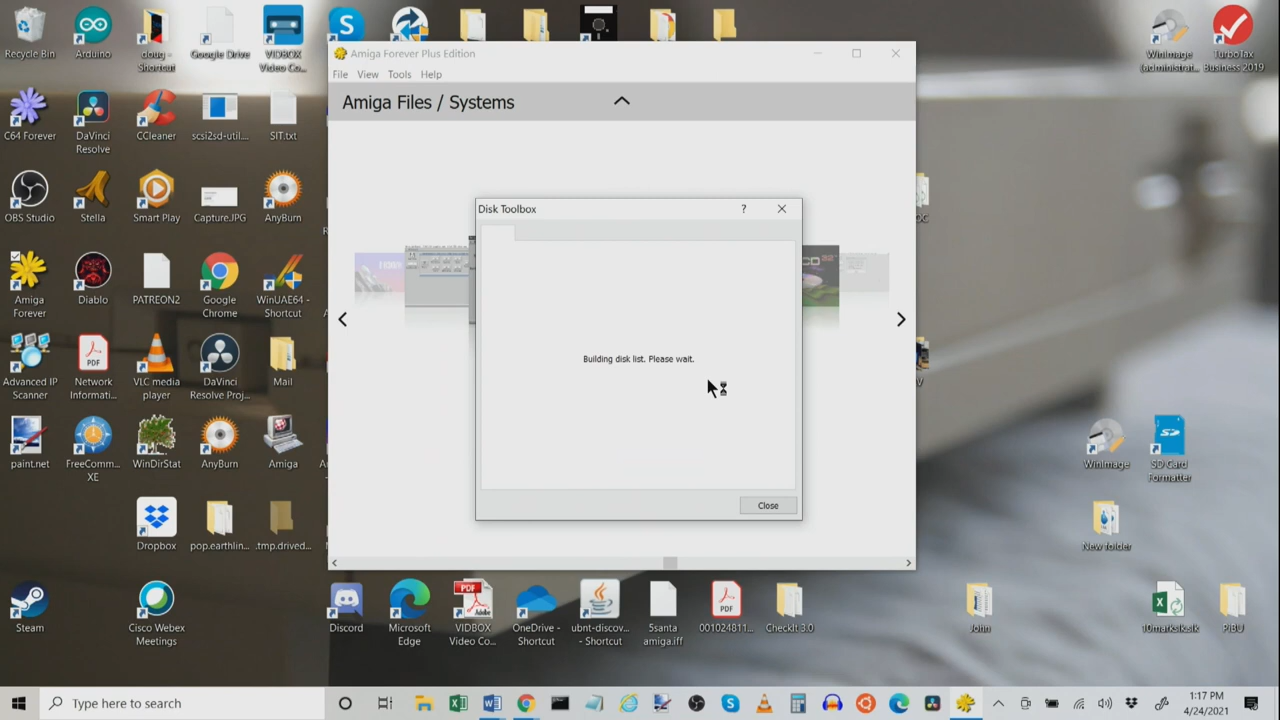 Amiga Forever Plus Edition
File View Tools Help
Amiga Files / Systems
Disk Toolbox
?
Building disk list. Please wait.
Close
Recycle Bin
Arduino
doug -
Shortcut
Google Drive
VIDBOX
Video Co...
WinImage
(administrat...
TurboTax
Business 2019
C64 Forever
DaVinci
Resolve
CCleaner
scsi2sd-util....
SIT.txt
OBS Studio
Stella
Smart Play
Capture.JPG
AnyBurn
Amiga
Forever
Diablo
PATREON2
Google
Chrome
WinUAE64 -
Shortcut
Advanced IP
Scanner
Network
Informati...
VLC media
player
DaVinci
Resolve Proj...
Mail
paint.net
FreeComm...
XE
WinDirStat
AnyBurn
Amiga
WinImage
SD Card
Formatter
Dropbox
pop.earthlin...
.tmp.drived...
New folder
Steam
Cisco Webex
Meetings
Discord
Microsoft
Edge
VIDBOX
Video Co...
OneDrive -
Shortcut
ubnt-discov...
- Shortcut
5santa
amiga.iff
001024811...
CheckIt 3.0
John
10marksik.slk
PiBU
Type here to search
1:17 PM
4/24/2021